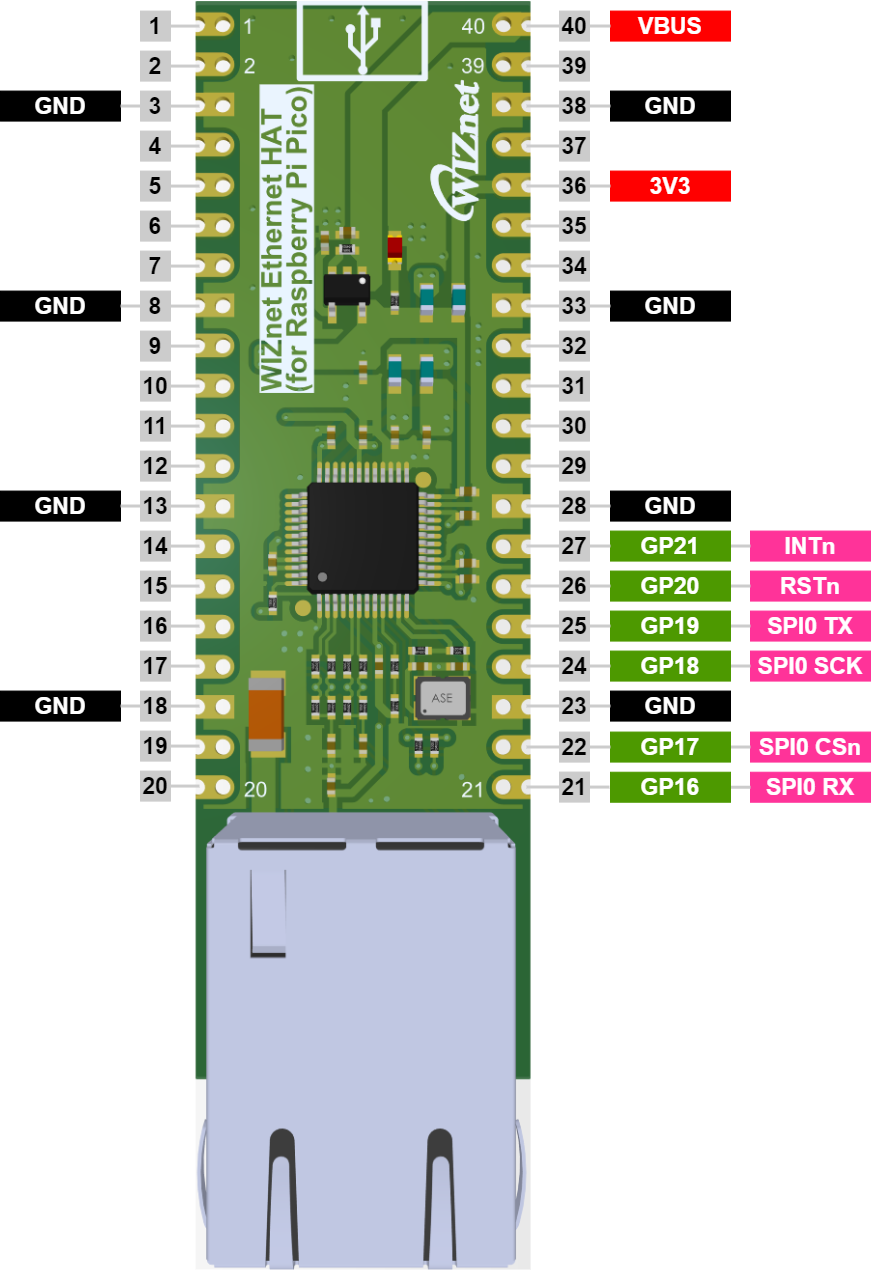 1 1 40 40 VBUS
2 2 39 39
GND 3 38 GND
4 37
5 36 3V3
6 35
7 34
GND 8 33 GND
9 32
10 31
11 30
12 29
GND 13 28 GND
14 27 GP21 INTn
15 26 GP20 RSTn
16 25 GP19 SPI0 TX
17 24 GP18 SPI0 SCK
GND 18 23 GND
19 22 GP17 SPI0 CSn
20 20 21 21 GP16 SPI0 RX
WIZnet Ethernet HAT
(for Raspberry Pi Pico)
WIZnet
ASE